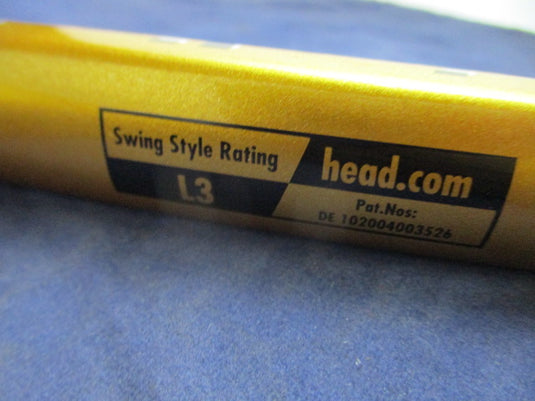 Swing Style Rating
L3
head.com
Pat.Nos:
DE 102004003526